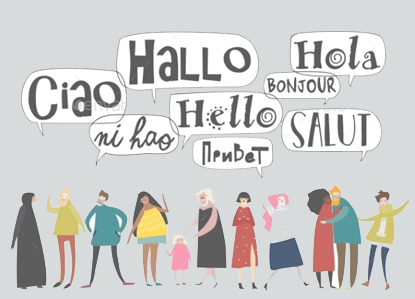 HALLO
Hola
Ciao
BONJOUR
Hello
ni hao
SALUT
Привет